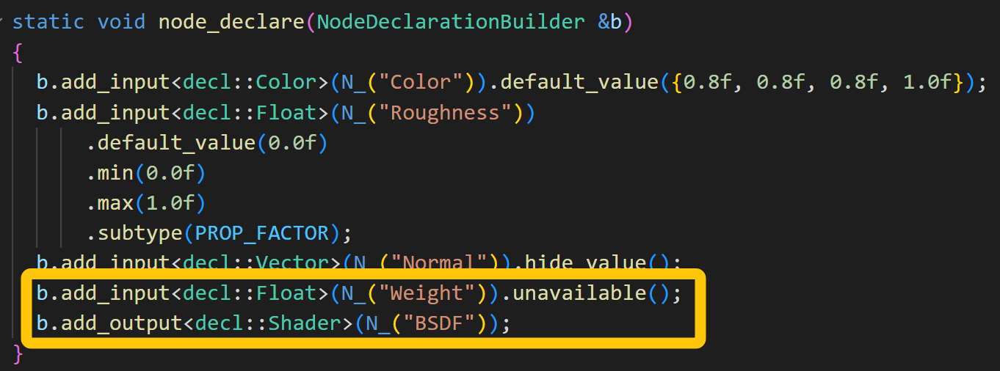 static void node_declare(NodeDeclarationBuilder &b)
{
  b.add_input<decl::Color>(N_("Color")).default_value({0.8f, 0.8f, 0.8f, 1.0f});
  b.add_input<decl::Float>(N_("Roughness"))
      .default_value(0.0f)
      .min(0.0f)
      .max(1.0f)
      .subtype(PROP_FACTOR);
  b.add_input<decl::Vector>(N_("Normal")).hide_value();
  b.add_input<decl::Float>(N_("Weight")).unavailable();
  b.add_output<decl::Shader>(N_("BSDF"));
}